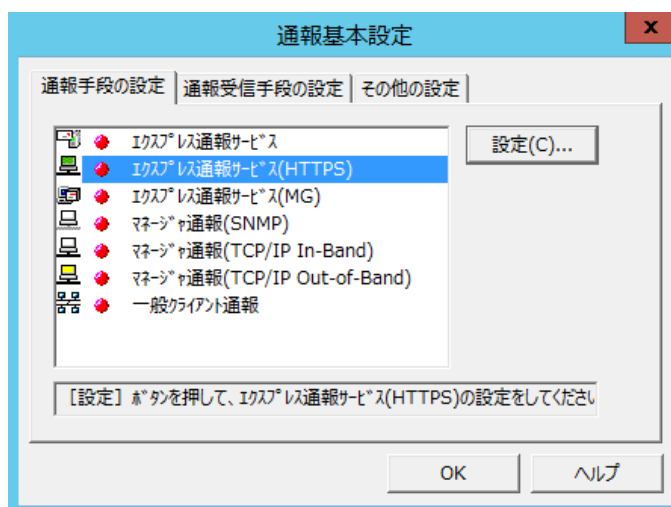 通報基本設定
x
通報手段の設定 通報受信手段の設定 その他の設定
ｴｸｽﾌﾟﾚｽ通報ｻｰﾋﾞｽ
設定(C)...
ｴｸｽﾌﾟﾚｽ通報ｻｰﾋﾞｽ(HTTPS)
ｴｸｽﾌﾟﾚｽ通報ｻｰﾋﾞｽ(MG)
ﾏﾈｰｼﾞｬ通報(SNMP)
ﾏﾈｰｼﾞｬ通報(TCP/IP In-Band)
ﾏﾈｰｼﾞｬ通報(TCP/IP Out-of-Band)
一般ｸﾗｲｱﾝﾄ通報
［設定］ﾎﾞﾀﾝを押して、ｴｸｽﾌﾟﾚｽ通報ｻｰﾋﾞｽ(HTTPS)の設定をしてくださ
OK ヘルプ